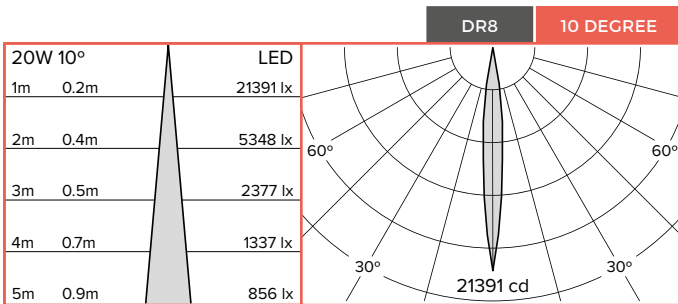 DR8 10 DEGREE
20W 10° LED
1m 0.2m 21391 lx
2m 0.4m 5348 lx
3m 0.5m 2377 lx
4m 0.7m 1337 lx
5m 0.9m 856 lx
60° 60°
30° 30°
21391 cd